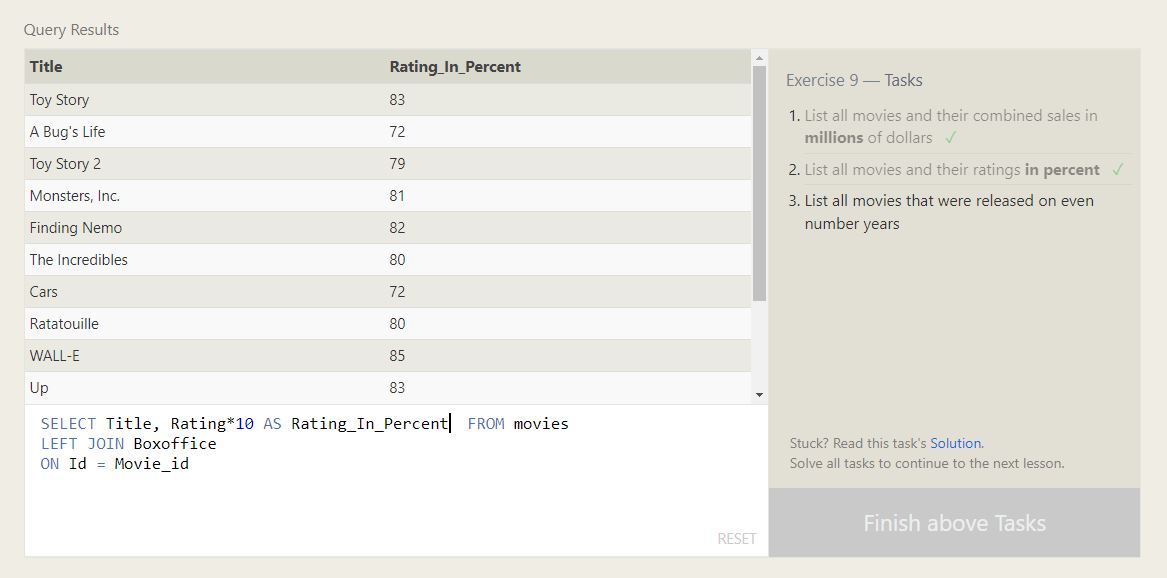 Query Results
Title Rating_In_Percent
Toy Story 83
A Bug's Life 72
Toy Story 2 79
Monsters, Inc. 81
Finding Nemo 82
The Incredibles 80
Cars 72
Ratatouille 80
WALL-E 85
Up 83
SELECT Title, Rating*10 AS Rating_In_Percent FROM movies
LEFT JOIN Boxoffice
ON Id = Movie_id
RESET
Exercise 9 — Tasks
1. List all movies and their combined sales in
millions of dollars ✓
2. List all movies and their ratings in percent ✓
3. List all movies that were released on even
number years
Stuck? Read this task's Solution.
Solve all tasks to continue to the next lesson.
Finish above Tasks